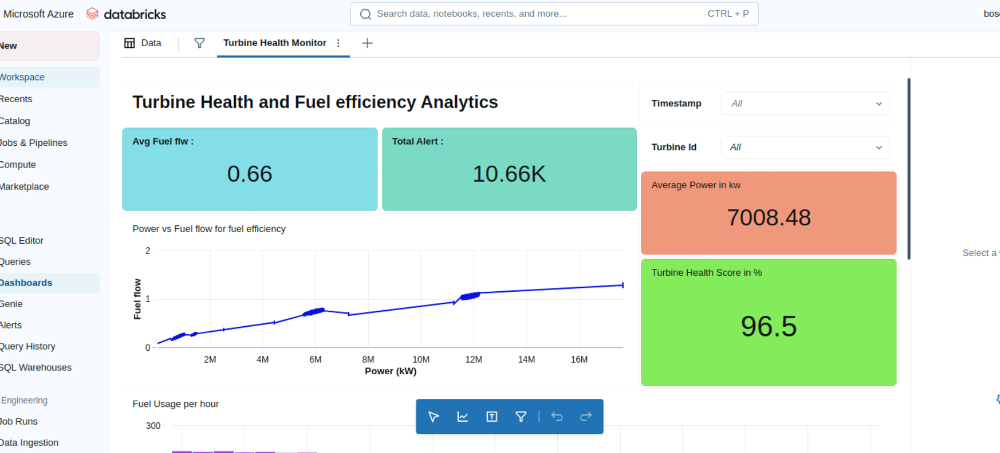 Microsoft Azure databricks Search data, notebooks, recents, and more... CTRL + P
New
Data Turbine Health Monitor
Workspace
Recents
Catalog
Jobs & Pipelines
Compute
Marketplace
SQL Editor
Queries
Dashboards
Genie
Alerts
Query History
SQL Warehouses
Engineering
Job Runs
Data Ingestion
Turbine Health and Fuel efficiency Analytics
Timestamp All
Turbine Id All
Avg Fuel flw :
0.66
Total Alert :
10.66K
Average Power in kw
7008.48
Turbine Health Score in %
96.5
Power vs Fuel flow for fuel efficiency
2
1
0
Fuel flow
2M 4M 6M 8M 10M 12M 14M 16M
Power (kW)
Fuel Usage per hour
300
Select a